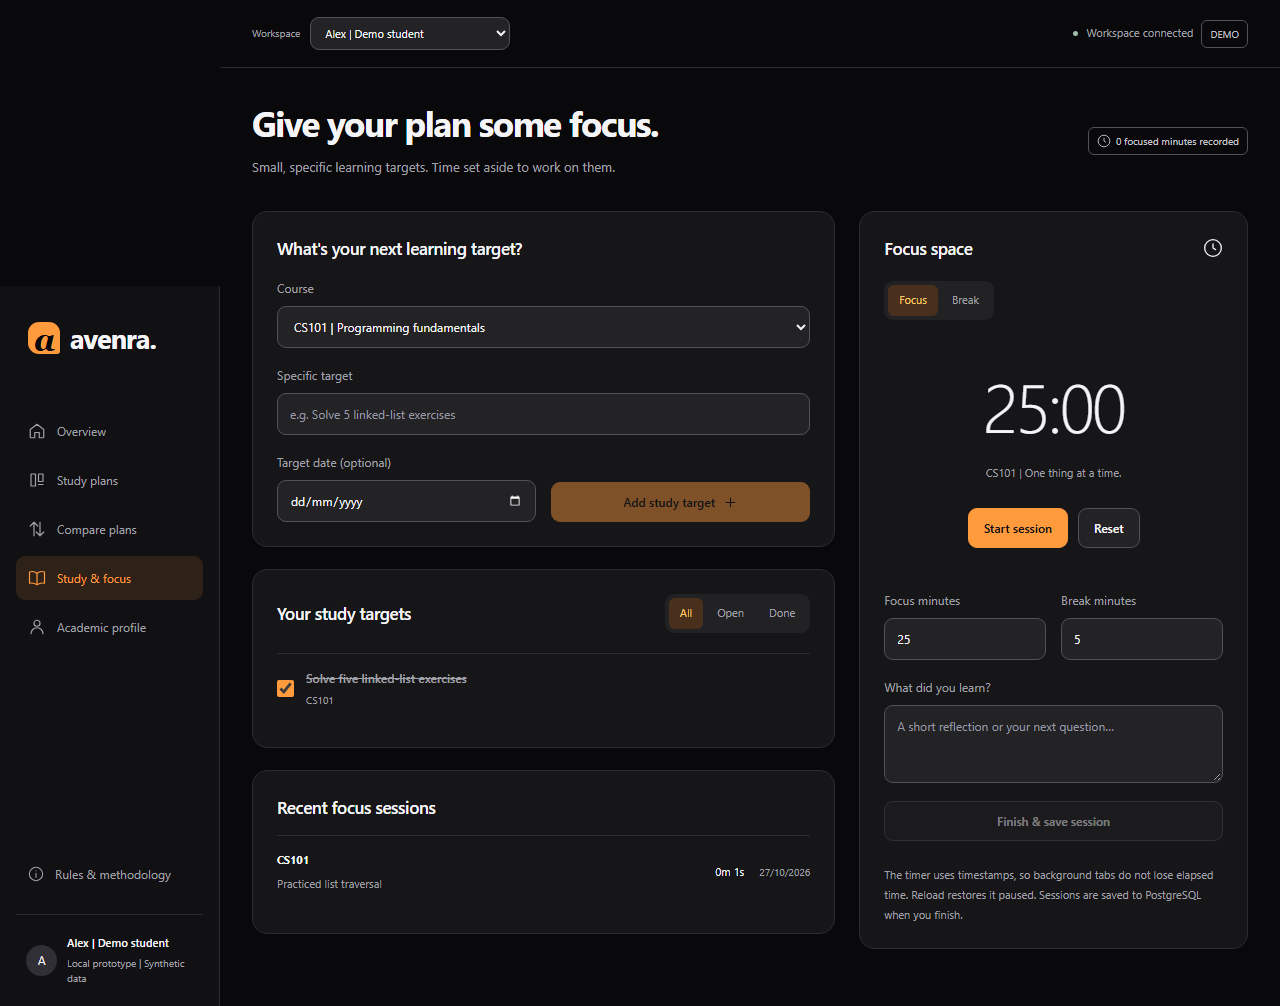 Workspace
Alex | Demo student
Workspace connected
DEMO
Give your plan some focus.
Small, specific learning targets. Time set aside to work on them.
0 focused minutes recorded
a avenra.
Overview
Study plans
Compare plans
Study & focus
Academic profile
Rules & methodology
A
Alex | Demo student
Local prototype | Synthetic
data
What's your next learning target?
Course
CS101 | Programming fundamentals
Specific target
e.g. Solve 5 linked-list exercises
Target date (optional)
dd/mm/yyyy
Add study target +
Your study targets
All
Open
Done
Solve five linked-list exercises
CS101
Recent focus sessions
CS101
Practiced list traversal
0m 1s
27/10/2026
Focus space
Focus
Break
25:00
CS101 | One thing at a time.
Start session
Reset
Focus minutes
Break minutes
25
5
What did you learn?
A short reflection or your next question...
Finish & save session
The timer uses timestamps, so background tabs do not lose elapsed
time. Reload restores it paused. Sessions are saved to PostgreSQL
when you finish.